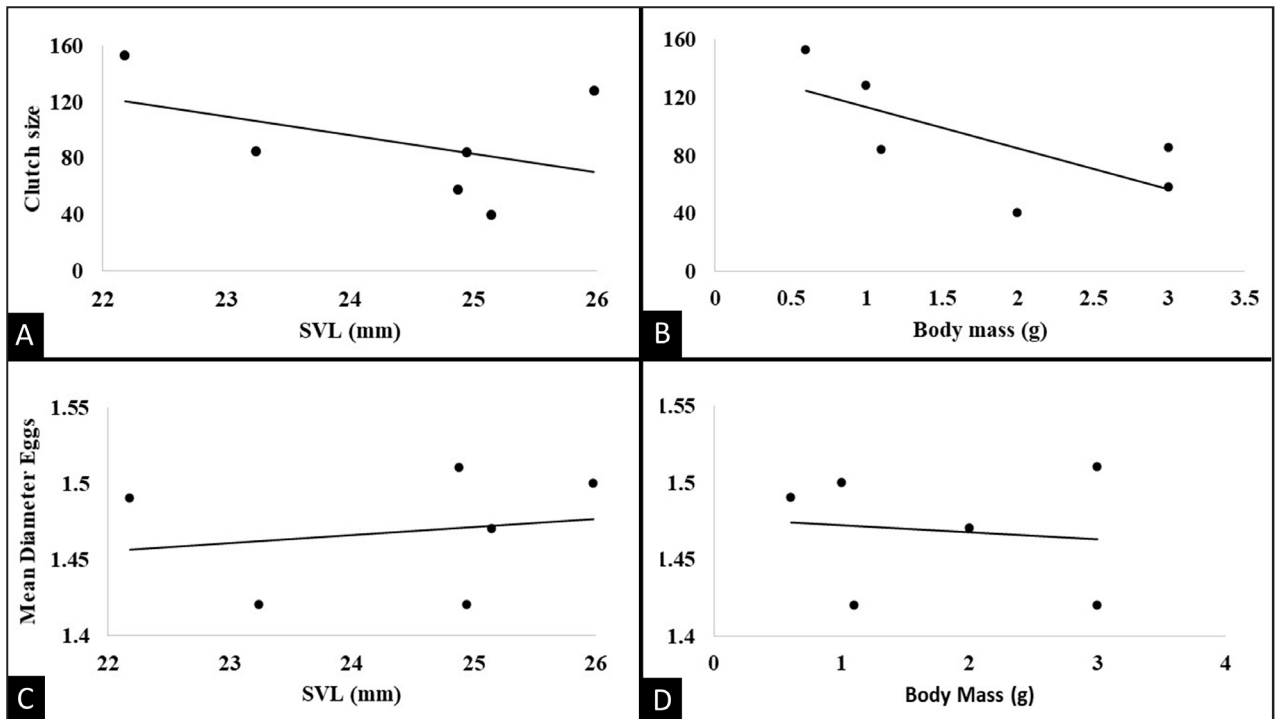 160
120
80
40
0
Clutch size
22 23 24 25 26
SVL (mm)
A
160
120
80
40
0
0 0.5 1 1.5 2 2.5 3 3.5
Body mass (g)
B
1.55
1.5
1.45
1.4
Mean Diameter Eggs
22 23 24 25 26
SVL (mm)
C
1.55
1.5
1.45
1.4
0 1 2 3 4
Body Mass (g)
D